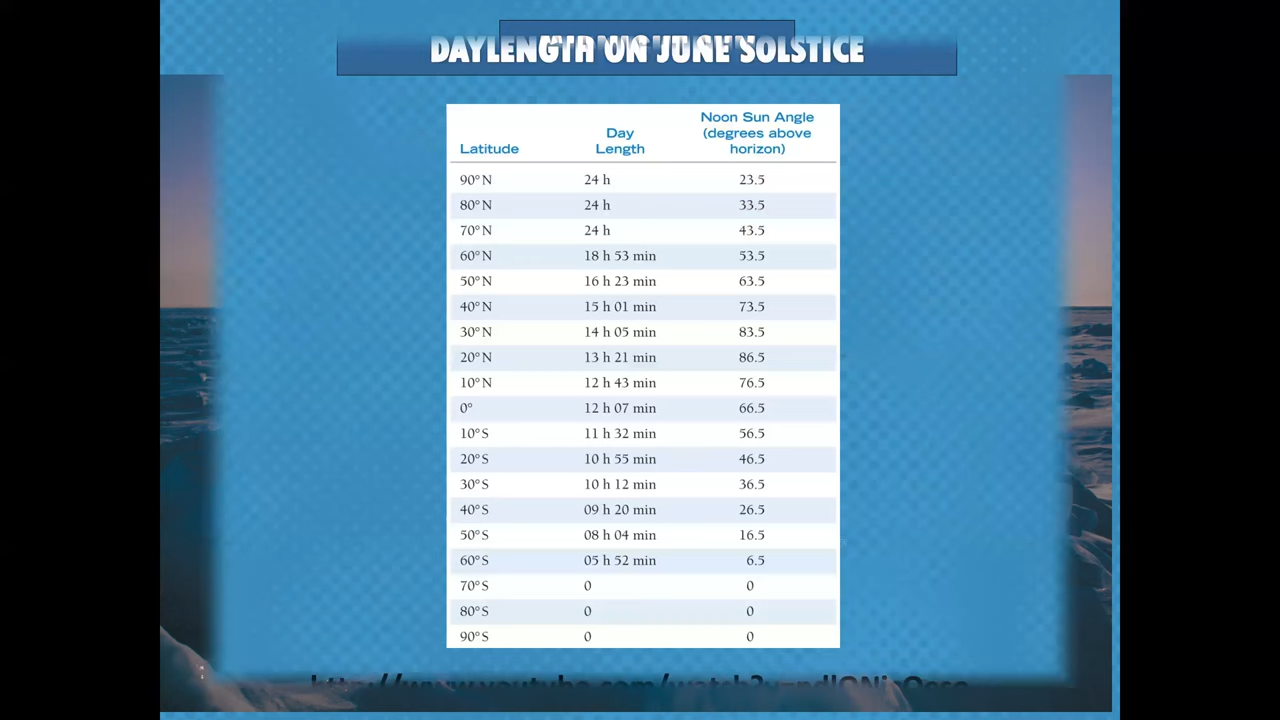 DAYLENGTH ON JUNE SOLSTICE
Noon Sun Angle
Day (degrees above
Latitude Length horizon)
90° N 24 h 23.5
80° N 24 h 33.5
70° N 24 h 43.5
60° N 18 h 53 min 53.5
50° N 16 h 23 min 63.5
40° N 15 h 01 min 73.5
30° N 14 h 05 min 83.5
20° N 13 h 21 min 86.5
10° N 12 h 43 min 76.5
0° 12 h 07 min 66.5
10° S 11 h 32 min 56.5
20° S 10 h 55 min 46.5
30° S 10 h 12 min 36.5
40° S 09 h 20 min 26.5
50° S 08 h 04 min 16.5
60° S 05 h 52 min 6.5
70° S 0 0
80° S 0 0
90° S 0 0